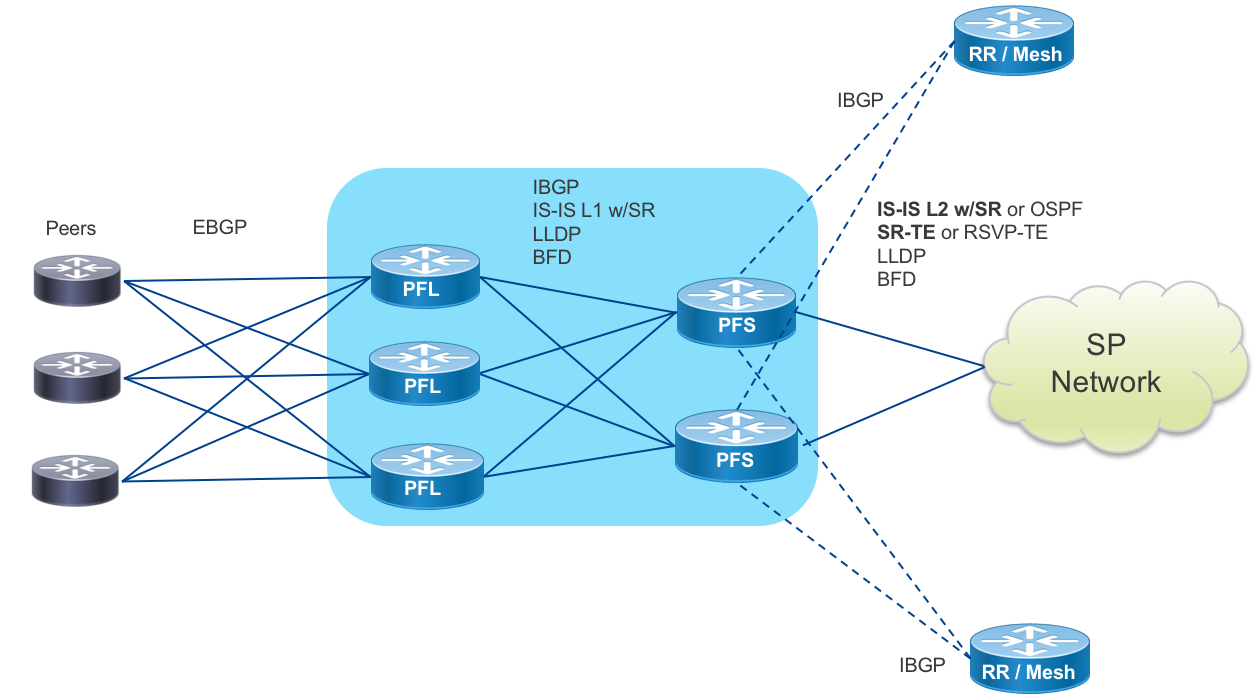 RR / Mesh
IBGP
IBGP
IS-IS L1 w/SR
LLDP
BFD
IS-IS L2 w/SR or OSPF
SR-TE or RSVP-TE
LLDP
BFD
Peers
EBGP
PFL
PFS
SP
Network
PFL
PFS
PFL
IBGP
RR / Mesh